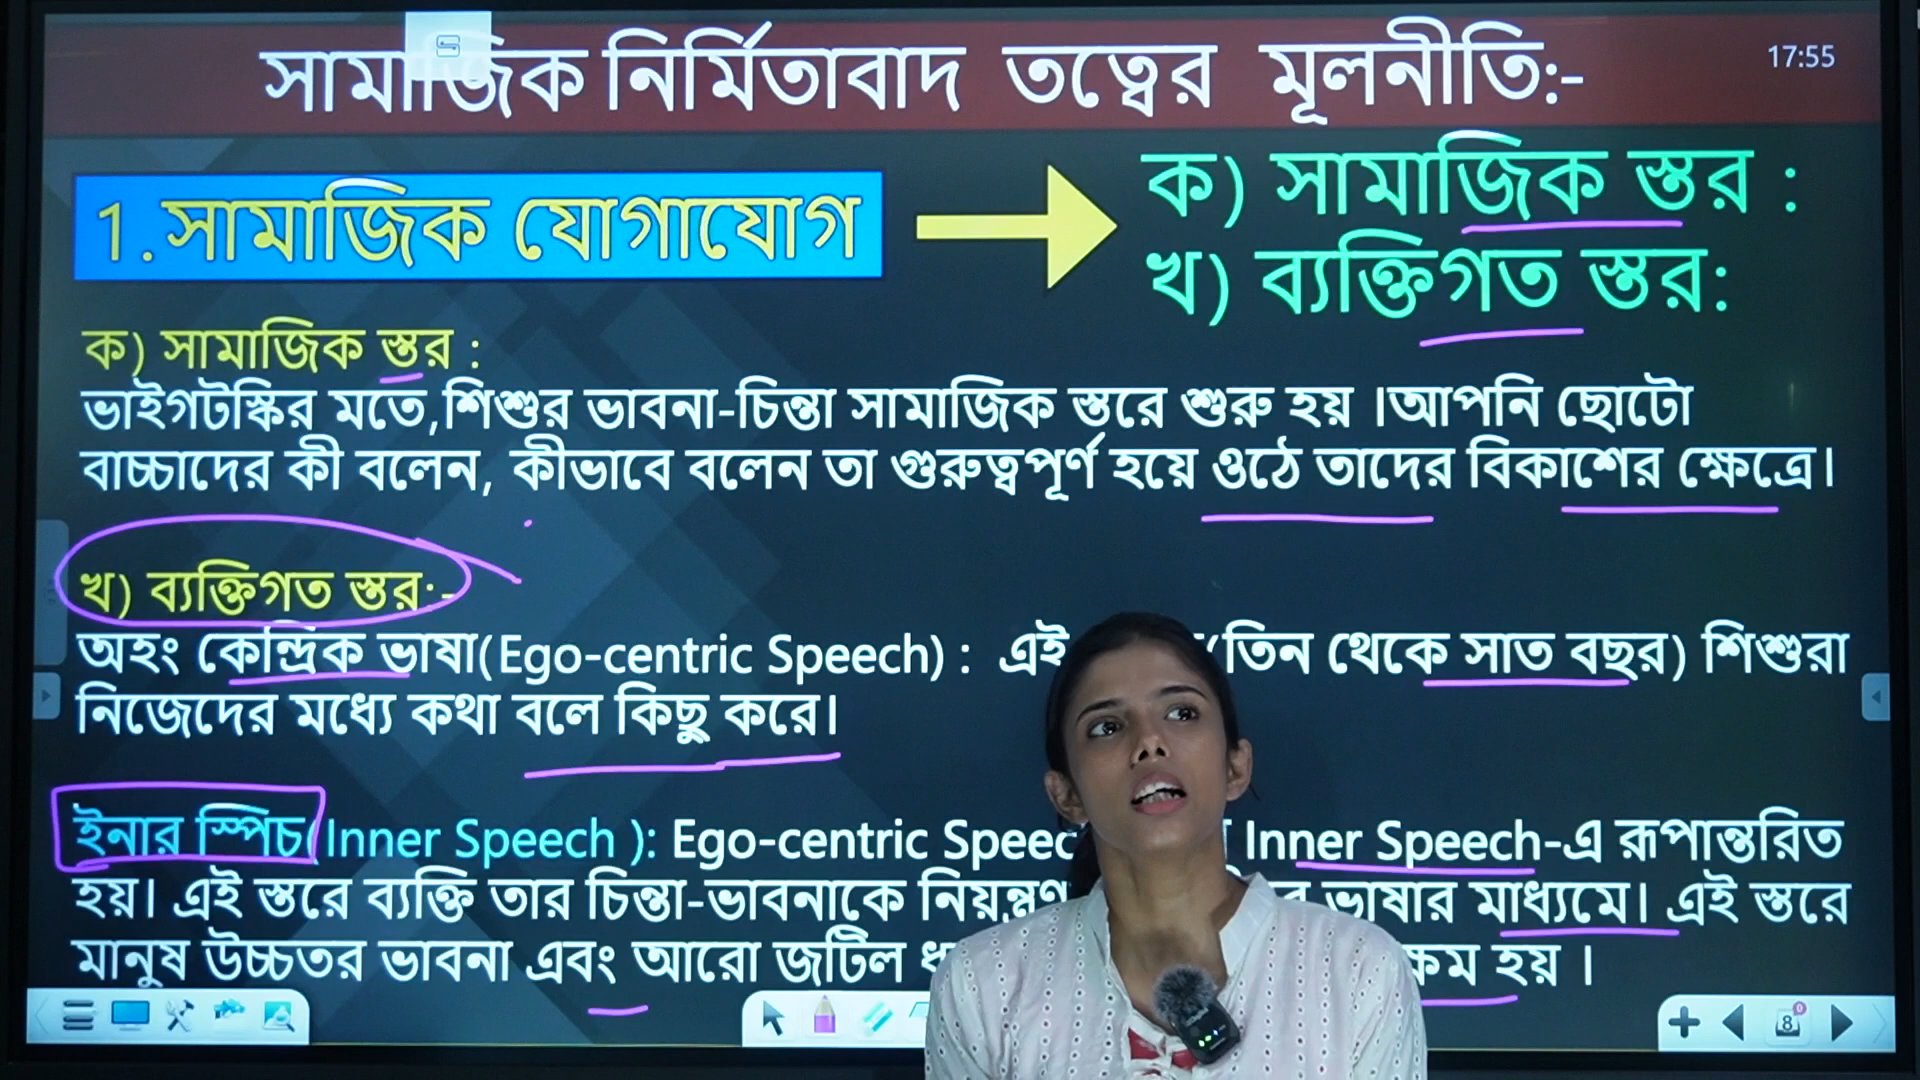 সামাজিক নির্মিতাবাদ তত্বের মূলনীতি:-
17:55
1.সামাজিক যোগাযোগ
ক) সামাজিক স্তর :
খ) ব্যক্তিগত স্তর:
ক) সামাজিক স্তর :
ভাইগটস্কির মতে,শিশুর ভাবনা-চিন্তা সামাজিক স্তরে শুরু হয় ।আপনি ছোটো
বাচ্চাদের কী বলেন, কীভাবে বলেন তা গুরুত্বপূর্ণ হয়ে ওঠে তাদের বিকাশের ক্ষেত্রে।
খ) ব্যক্তিগত স্তর:-
অহং কেন্দ্রিক ভাষা(Ego-centric Speech) : এই (তিন থেকে সাত বছর) শিশুরা
নিজেদের মধ্যে কথা বলে কিছু করে।
ইনার স্পিচ(Inner Speech ): Ego-centric Inner Speech-এ রূপান্তরিত
হয়। এই স্তরে ব্যক্তি তার চিন্তা-ভাবনাকে নিয়ন্ত্রণ ভাষার মাধ্যমে। এই স্তরে
মানুষ উচ্চতর ভাবনা এবং আরো জটিল হয় ।
8